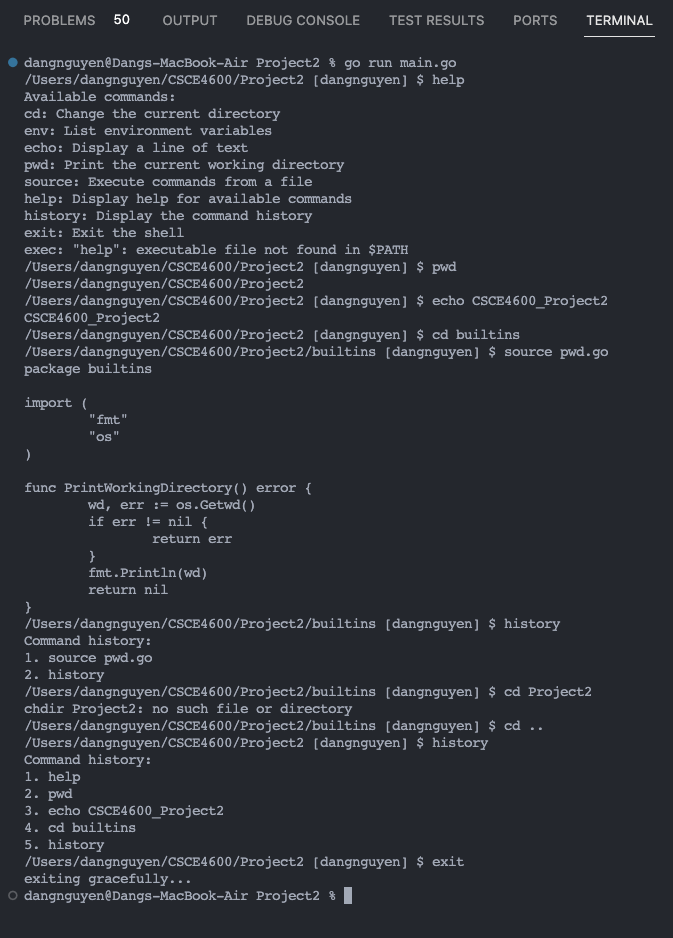 PROBLEMS 50 OUTPUT DEBUG CONSOLE TEST RESULTS PORTS TERMINAL
dangnguyen@Dangs-MacBook-Air Project2 % go run main.go
/Users/dangnguyen/CSCE4600/Project2 [dangnguyen] $ help
Available commands:
cd: Change the current directory
env: List environment variables
echo: Display a line of text
pwd: Print the current working directory
source: Execute commands from a file
help: Display help for available commands
history: Display the command history
exit: Exit the shell
exec: "help": executable file not found in $PATH
/Users/dangnguyen/CSCE4600/Project2 [dangnguyen] $ pwd
/Users/dangnguyen/CSCE4600/Project2
/Users/dangnguyen/CSCE4600/Project2 [dangnguyen] $ echo CSCE4600_Project2
CSCE4600_Project2
/Users/dangnguyen/CSCE4600/Project2 [dangnguyen] $ cd builtins
/Users/dangnguyen/CSCE4600/Project2/builtins [dangnguyen] $ source pwd.go
package builtins

import (
        "fmt"
        "os"
)

func PrintWorkingDirectory() error {
        wd, err := os.Getwd()
        if err != nil {
                return err
        }
        fmt.Println(wd)
        return nil
}
/Users/dangnguyen/CSCE4600/Project2/builtins [dangnguyen] $ history
Command history:
1. source pwd.go
2. history
/Users/dangnguyen/CSCE4600/Project2/builtins [dangnguyen] $ cd Project2
chdir Project2: no such file or directory
/Users/dangnguyen/CSCE4600/Project2/builtins [dangnguyen] $ cd ..
/Users/dangnguyen/CSCE4600/Project2 [dangnguyen] $ history
Command history:
1. help
2. pwd
3. echo CSCE4600_Project2
4. cd builtins
5. history
/Users/dangnguyen/CSCE4600/Project2 [dangnguyen] $ exit
exiting gracefully...
dangnguyen@Dangs-MacBook-Air Project2 %